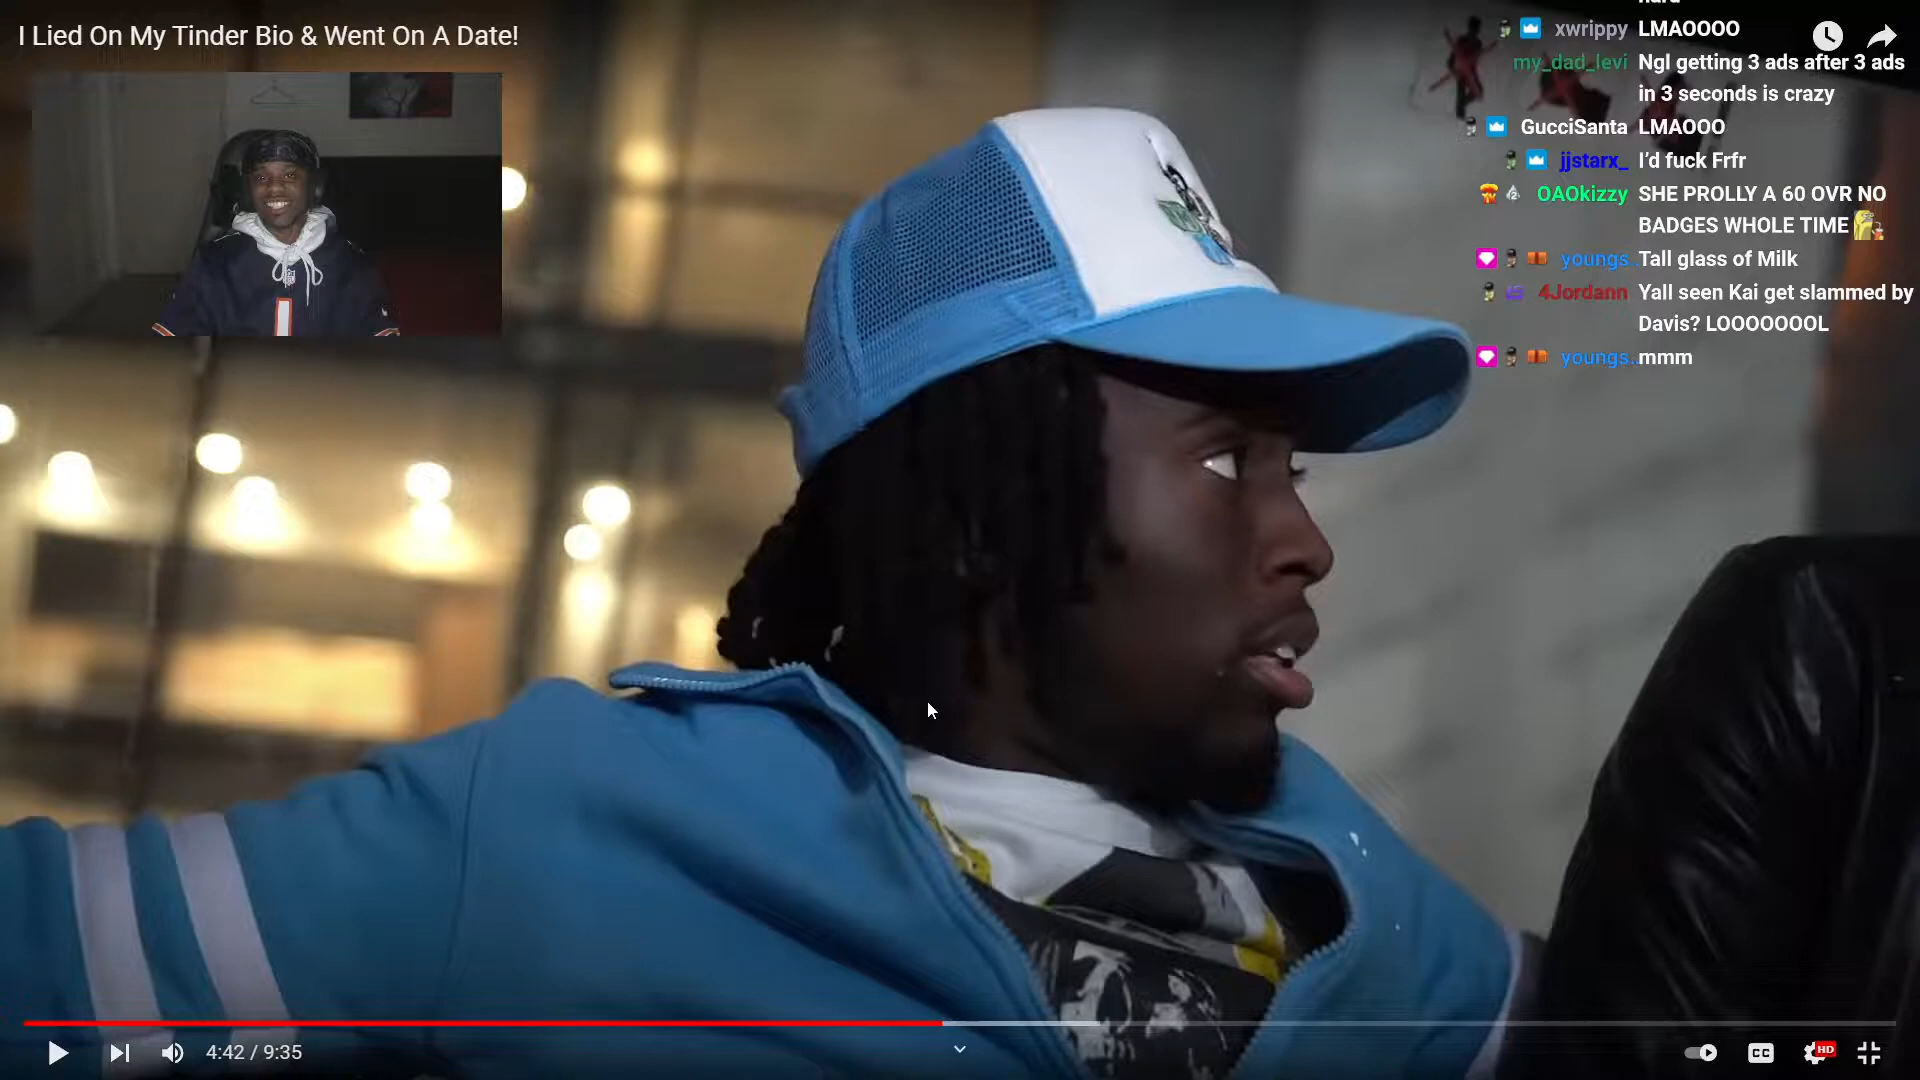 I Lied On My Tinder Bio & Went On A Date!
xwrippy LMAOOOO
my_dad_levi Ngl getting 3 ads after 3 ads
in 3 seconds is crazy
GucciSanta LMAOOO
jjstarx_ I'd fuck Frfr
OAOkizzy SHE PROLLY A 60 OVR NO
BADGES WHOLE TIME
youngs.. Tall glass of Milk
4Jordann Yall seen Kai get slammed by
Davis? LOOOOOOOL
youngs.. mmm
4:42 / 9:35
CC
HD